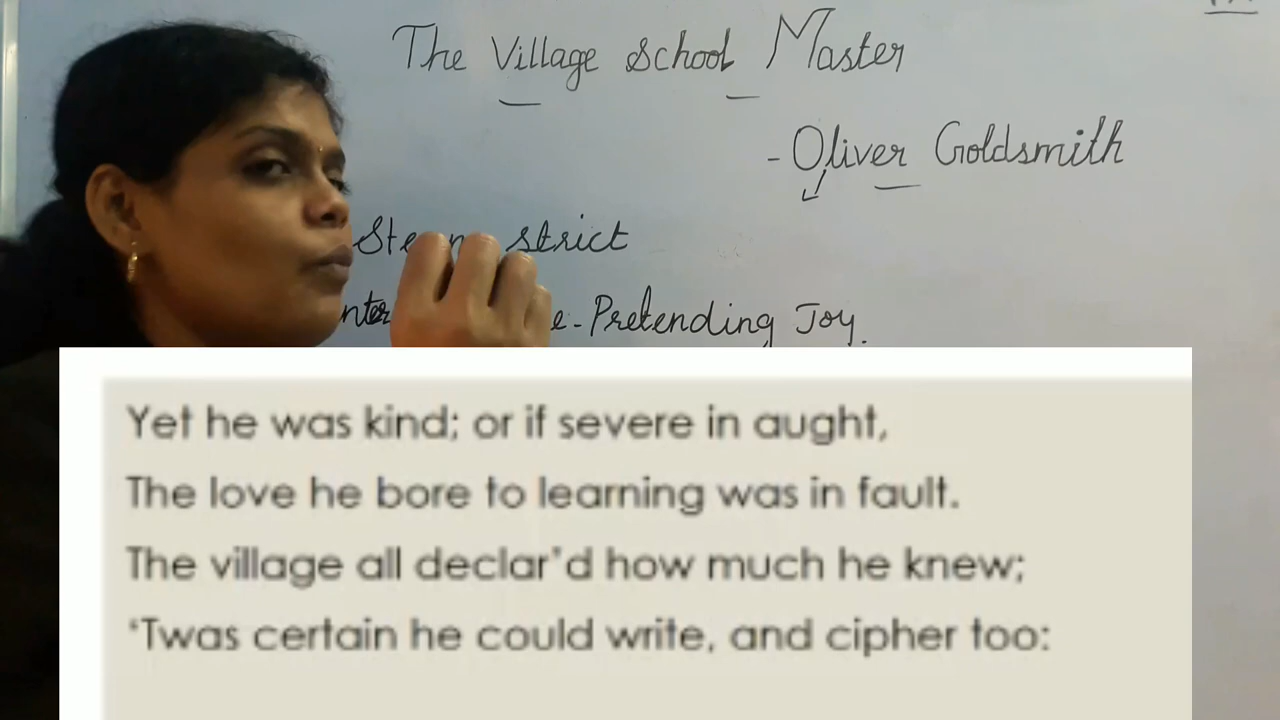 The Village School Master
- Oliver Goldsmith
strict
- Pretending Joy.
Yet he was kind; or if severe in aught,
The love he bore to learning was in fault.
The village all declar'd how much he knew;
'Twas certain he could write, and cipher too: